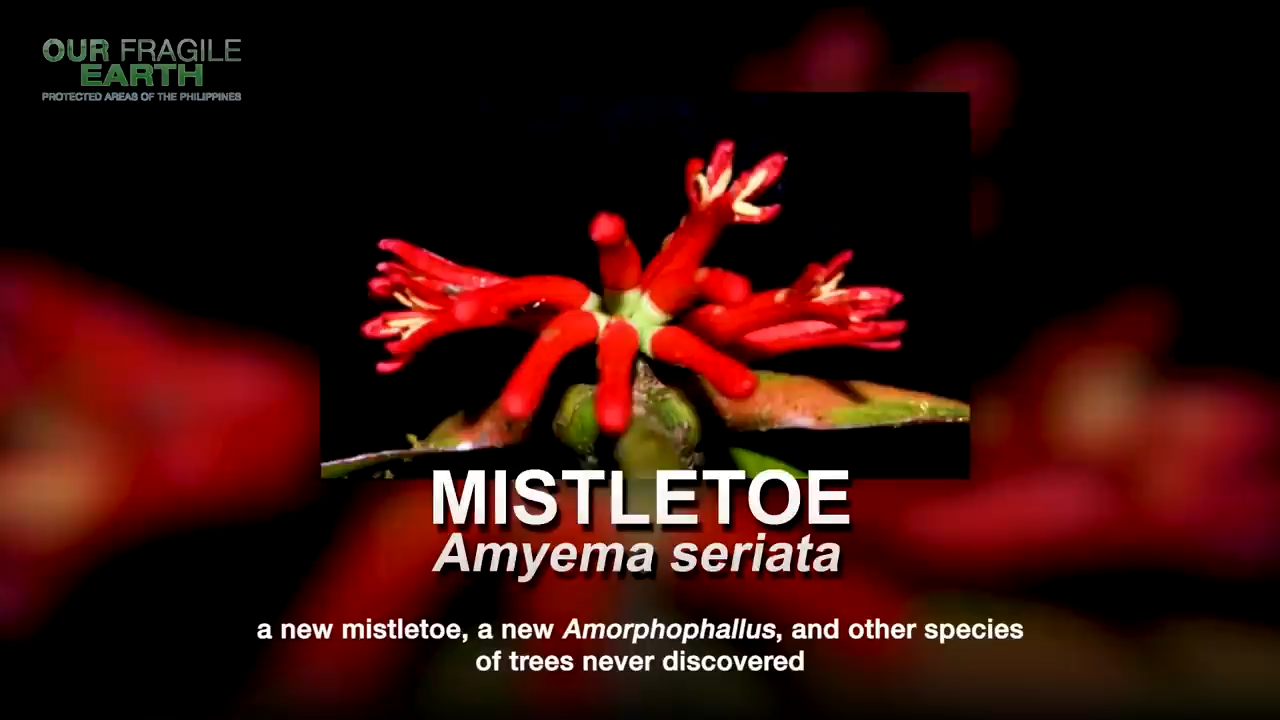 OUR FRAGILE
EARTH
PROTECTED AREAS OF THE PHILIPPINES
MISTLETOE
Amyema seriata
a new mistletoe, a new Amorphophallus, and other species
of trees never discovered